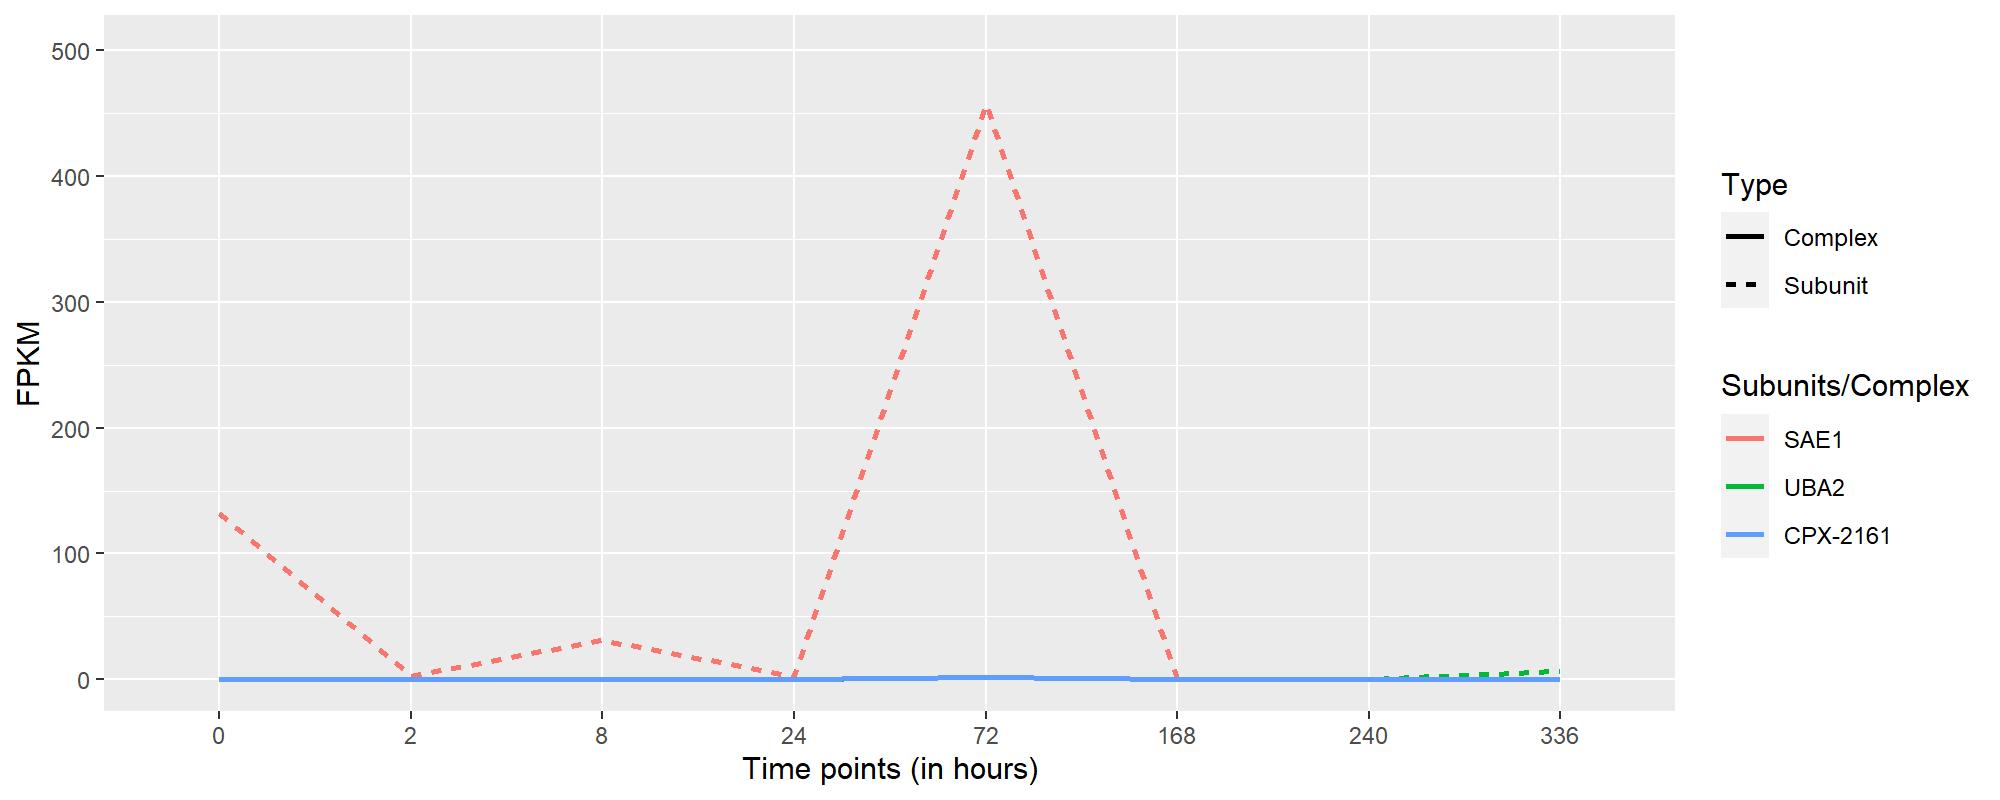 500
400
300
200
100
0
FPKM
0 2 8 24 72 168 240 336
Time points (in hours)
Type
Complex
Subunit
Subunits/Complex
SAE1
UBA2
CPX-2161